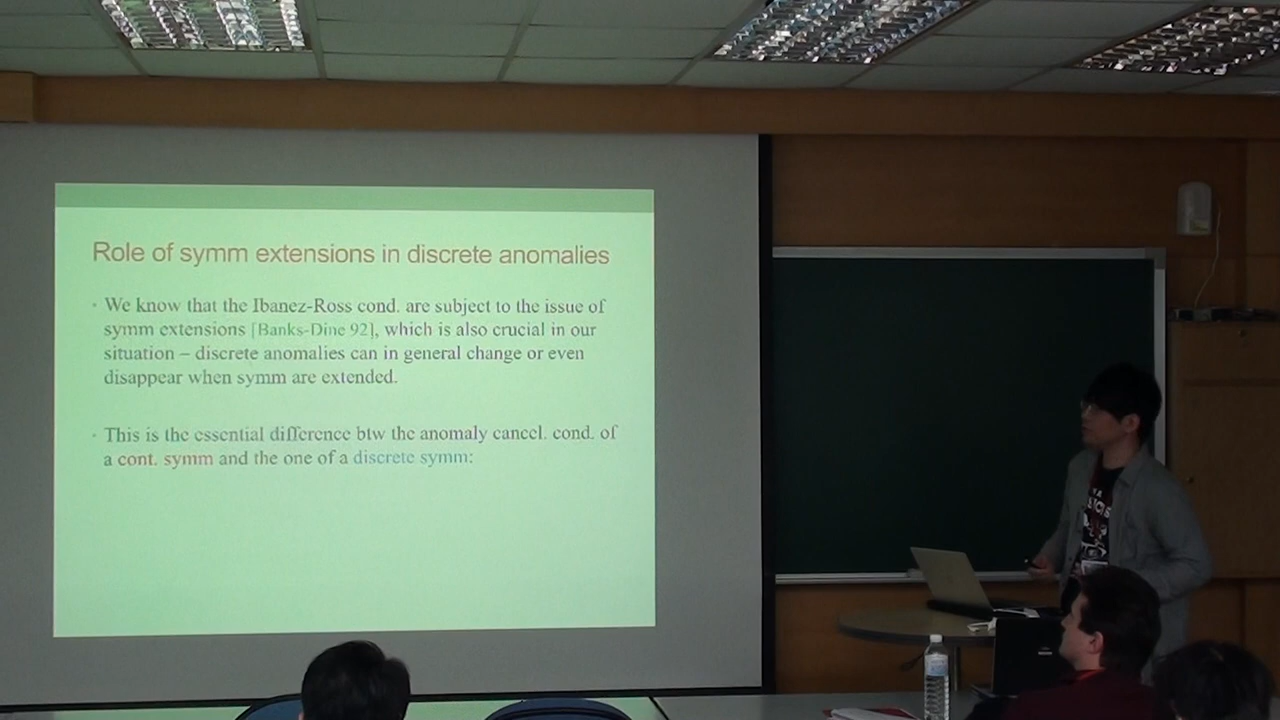 Role of symm extensions in discrete anomalies
· We know that the Ibanez-Ross cond. are subject to the issue of
symm extensions [Banks-Dine 92], which is also crucial in our
situation – discrete anomalies can in general change or even
disappear when symm are extended.
· This is the essential difference btw the anomaly cancel. cond. of
a cont. symm and the one of a discrete symm: